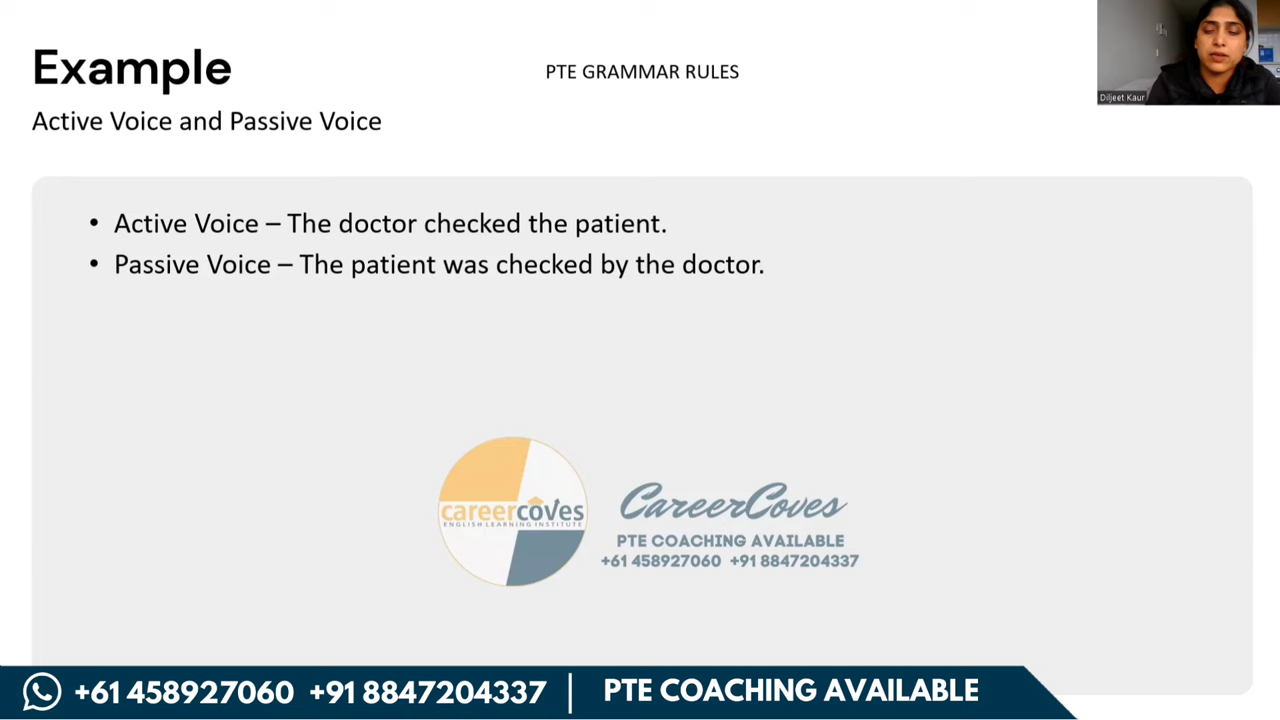 Example
PTE GRAMMAR RULES
Diljeet Kaur
Active Voice and Passive Voice
• Active Voice – The doctor checked the patient.
• Passive Voice – The patient was checked by the doctor.
careercoves
ENGLISH LEARNING INSTITUTE
CareerCoves
PTE COACHING AVAILABLE
+61 458927060 +91 8847204337
+61 458927060 +91 8847204337 | PTE COACHING AVAILABLE